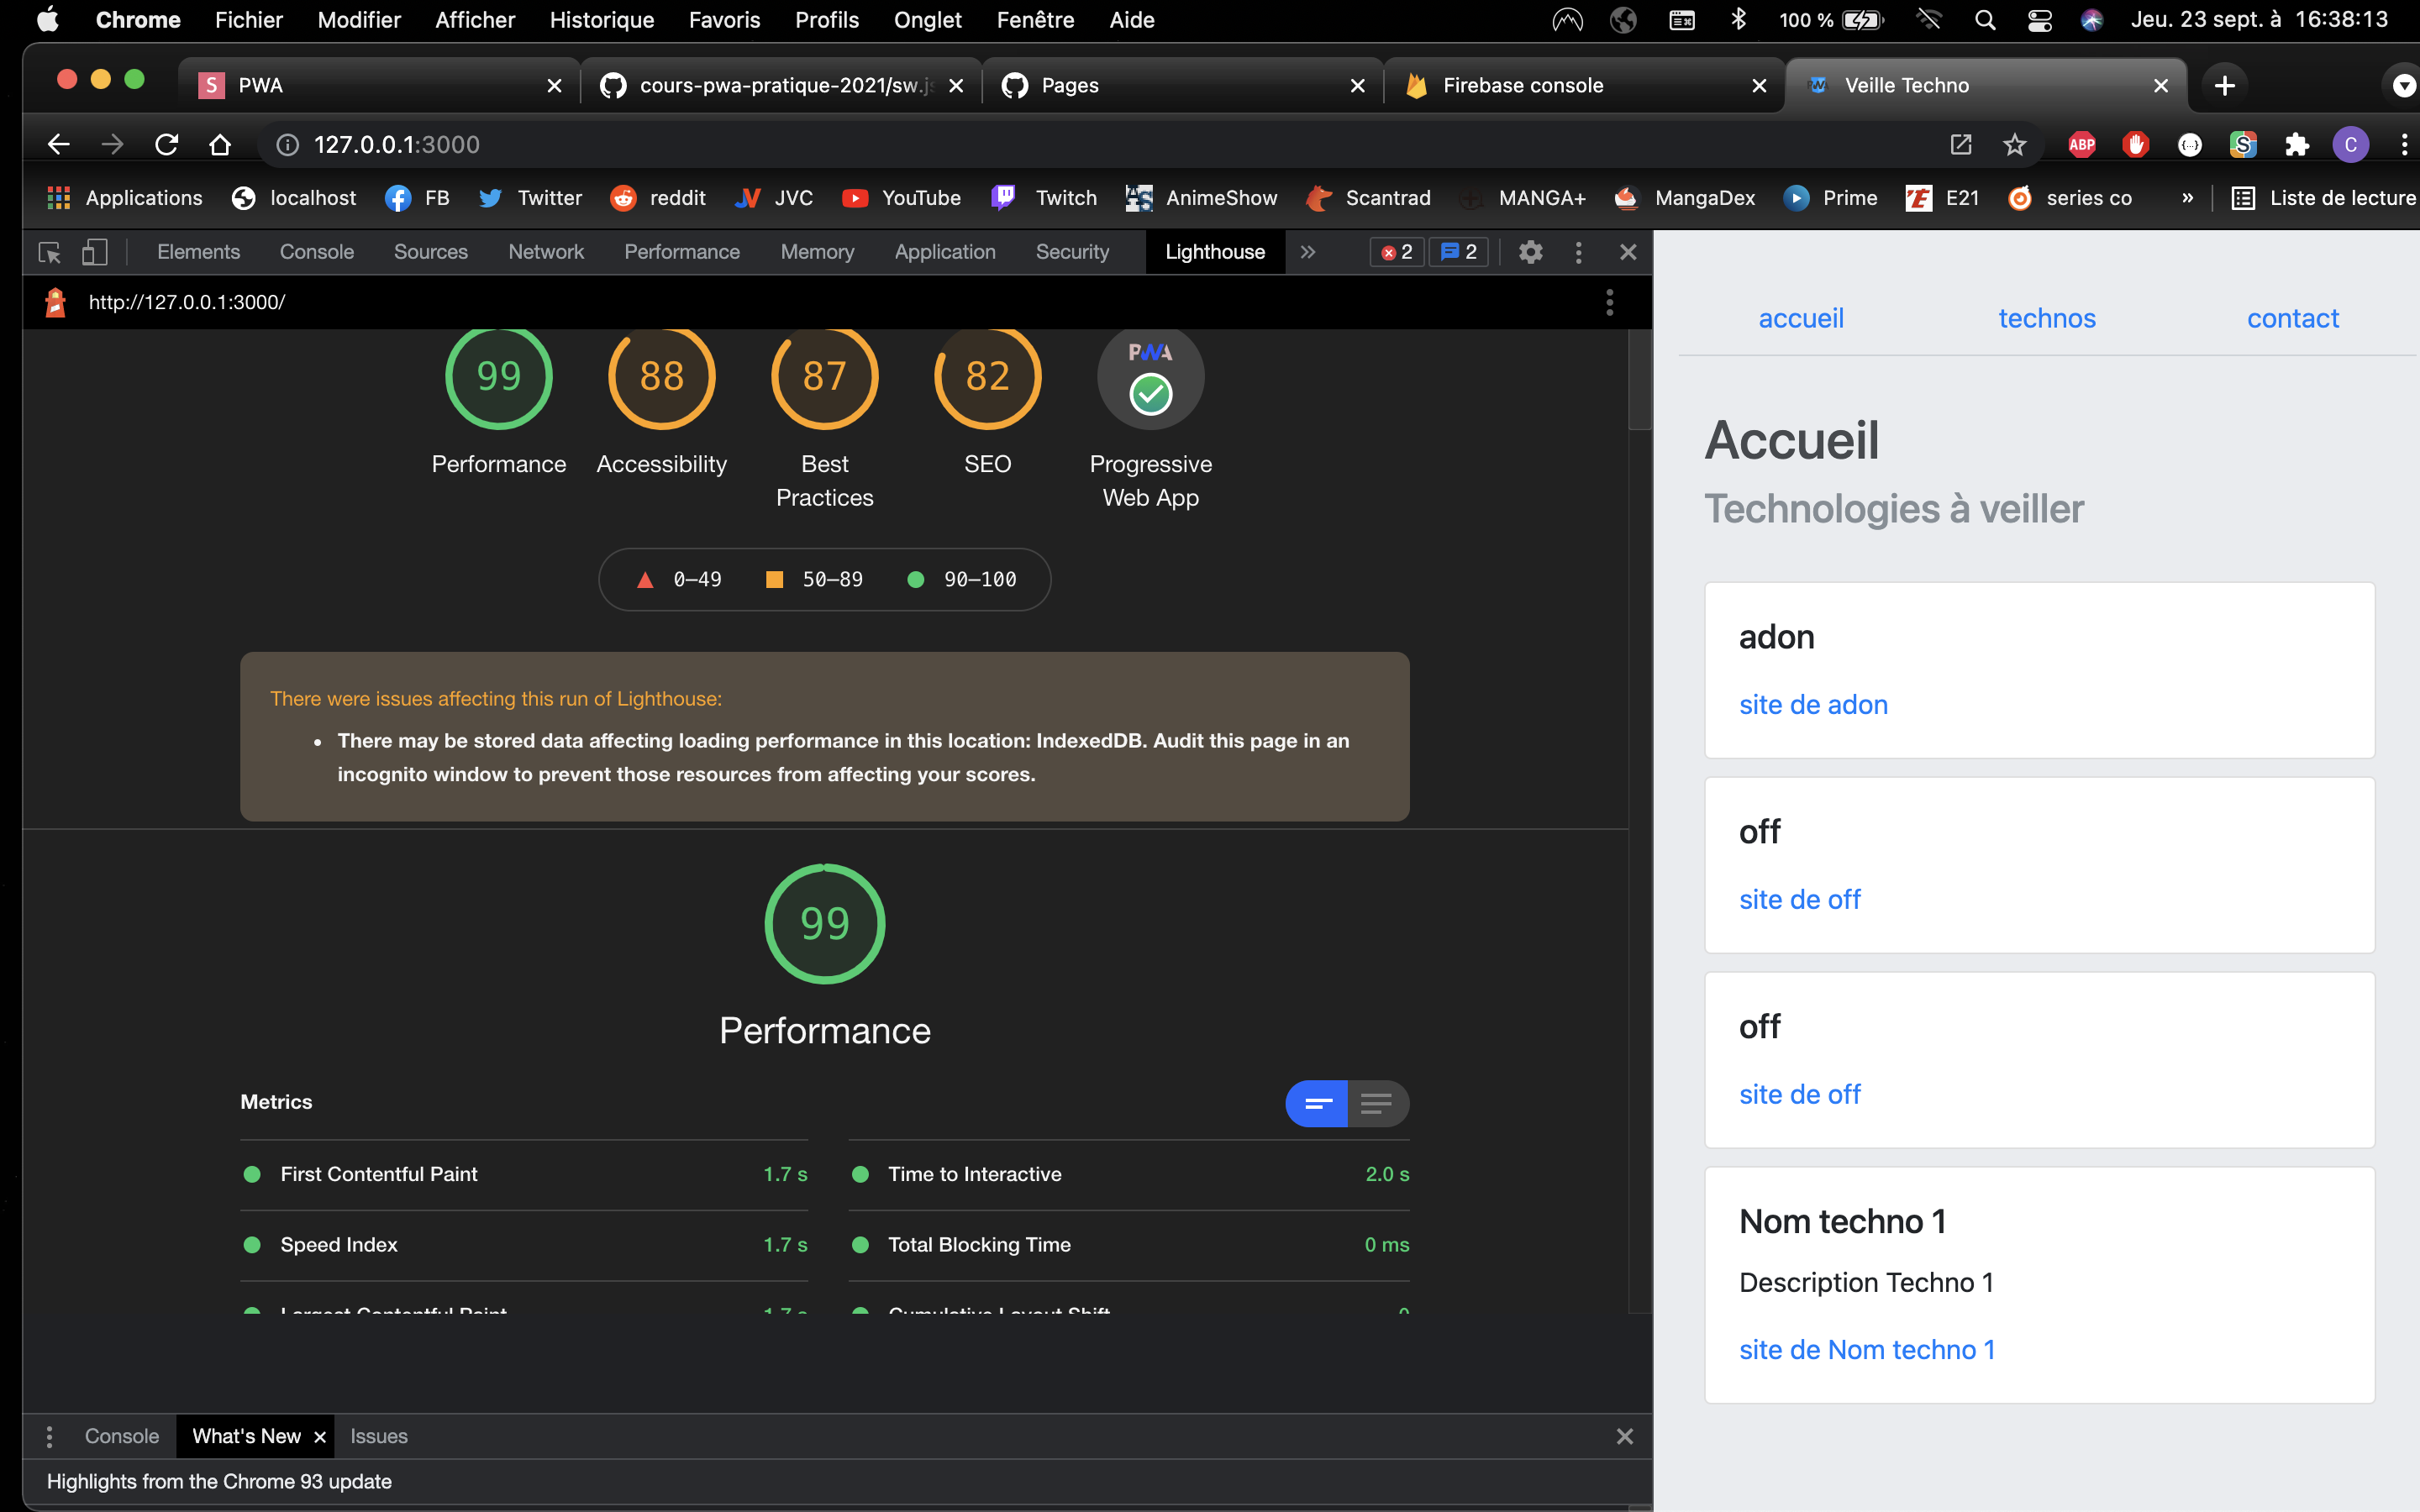 Chrome Fichier Modifier Afficher Historique Favoris Profils Onglet Fenêtre Aide 100 % Jeu. 23 sept. à 16:38:13
S PWA cours-pwa-pratique-2021/sw.js Pages Firebase console Veille Techno
127.0.0.1:3000 ABP C
Applications localhost FB Twitter reddit JVC YouTube Twitch AnimeShow Scantrad MANGA+ MangaDex Prime E21 series co » Liste de lecture
Elements Console Sources Network Performance Memory Application Security Lighthouse 2 2
http://127.0.0.1:3000/
99 88 87 82 PWA
Performance Accessibility Best Practices SEO Progressive Web App
0–49 50–89 90–100
There were issues affecting this run of Lighthouse:
• There may be stored data affecting loading performance in this location: IndexedDB. Audit this page in an
incognito window to prevent those resources from affecting your scores.
99
Performance
Metrics
First Contentful Paint 1.7 s Time to Interactive 2.0 s
Speed Index 1.7 s Total Blocking Time 0 ms
Largest Contentful Paint 1.7 s Cumulative Layout Shift 0
Console What's New Issues
Highlights from the Chrome 93 update
accueil technos contact
Accueil
Technologies à veiller
adon
site de adon
off
site de off
off
site de off
Nom techno 1
Description Techno 1
site de Nom techno 1